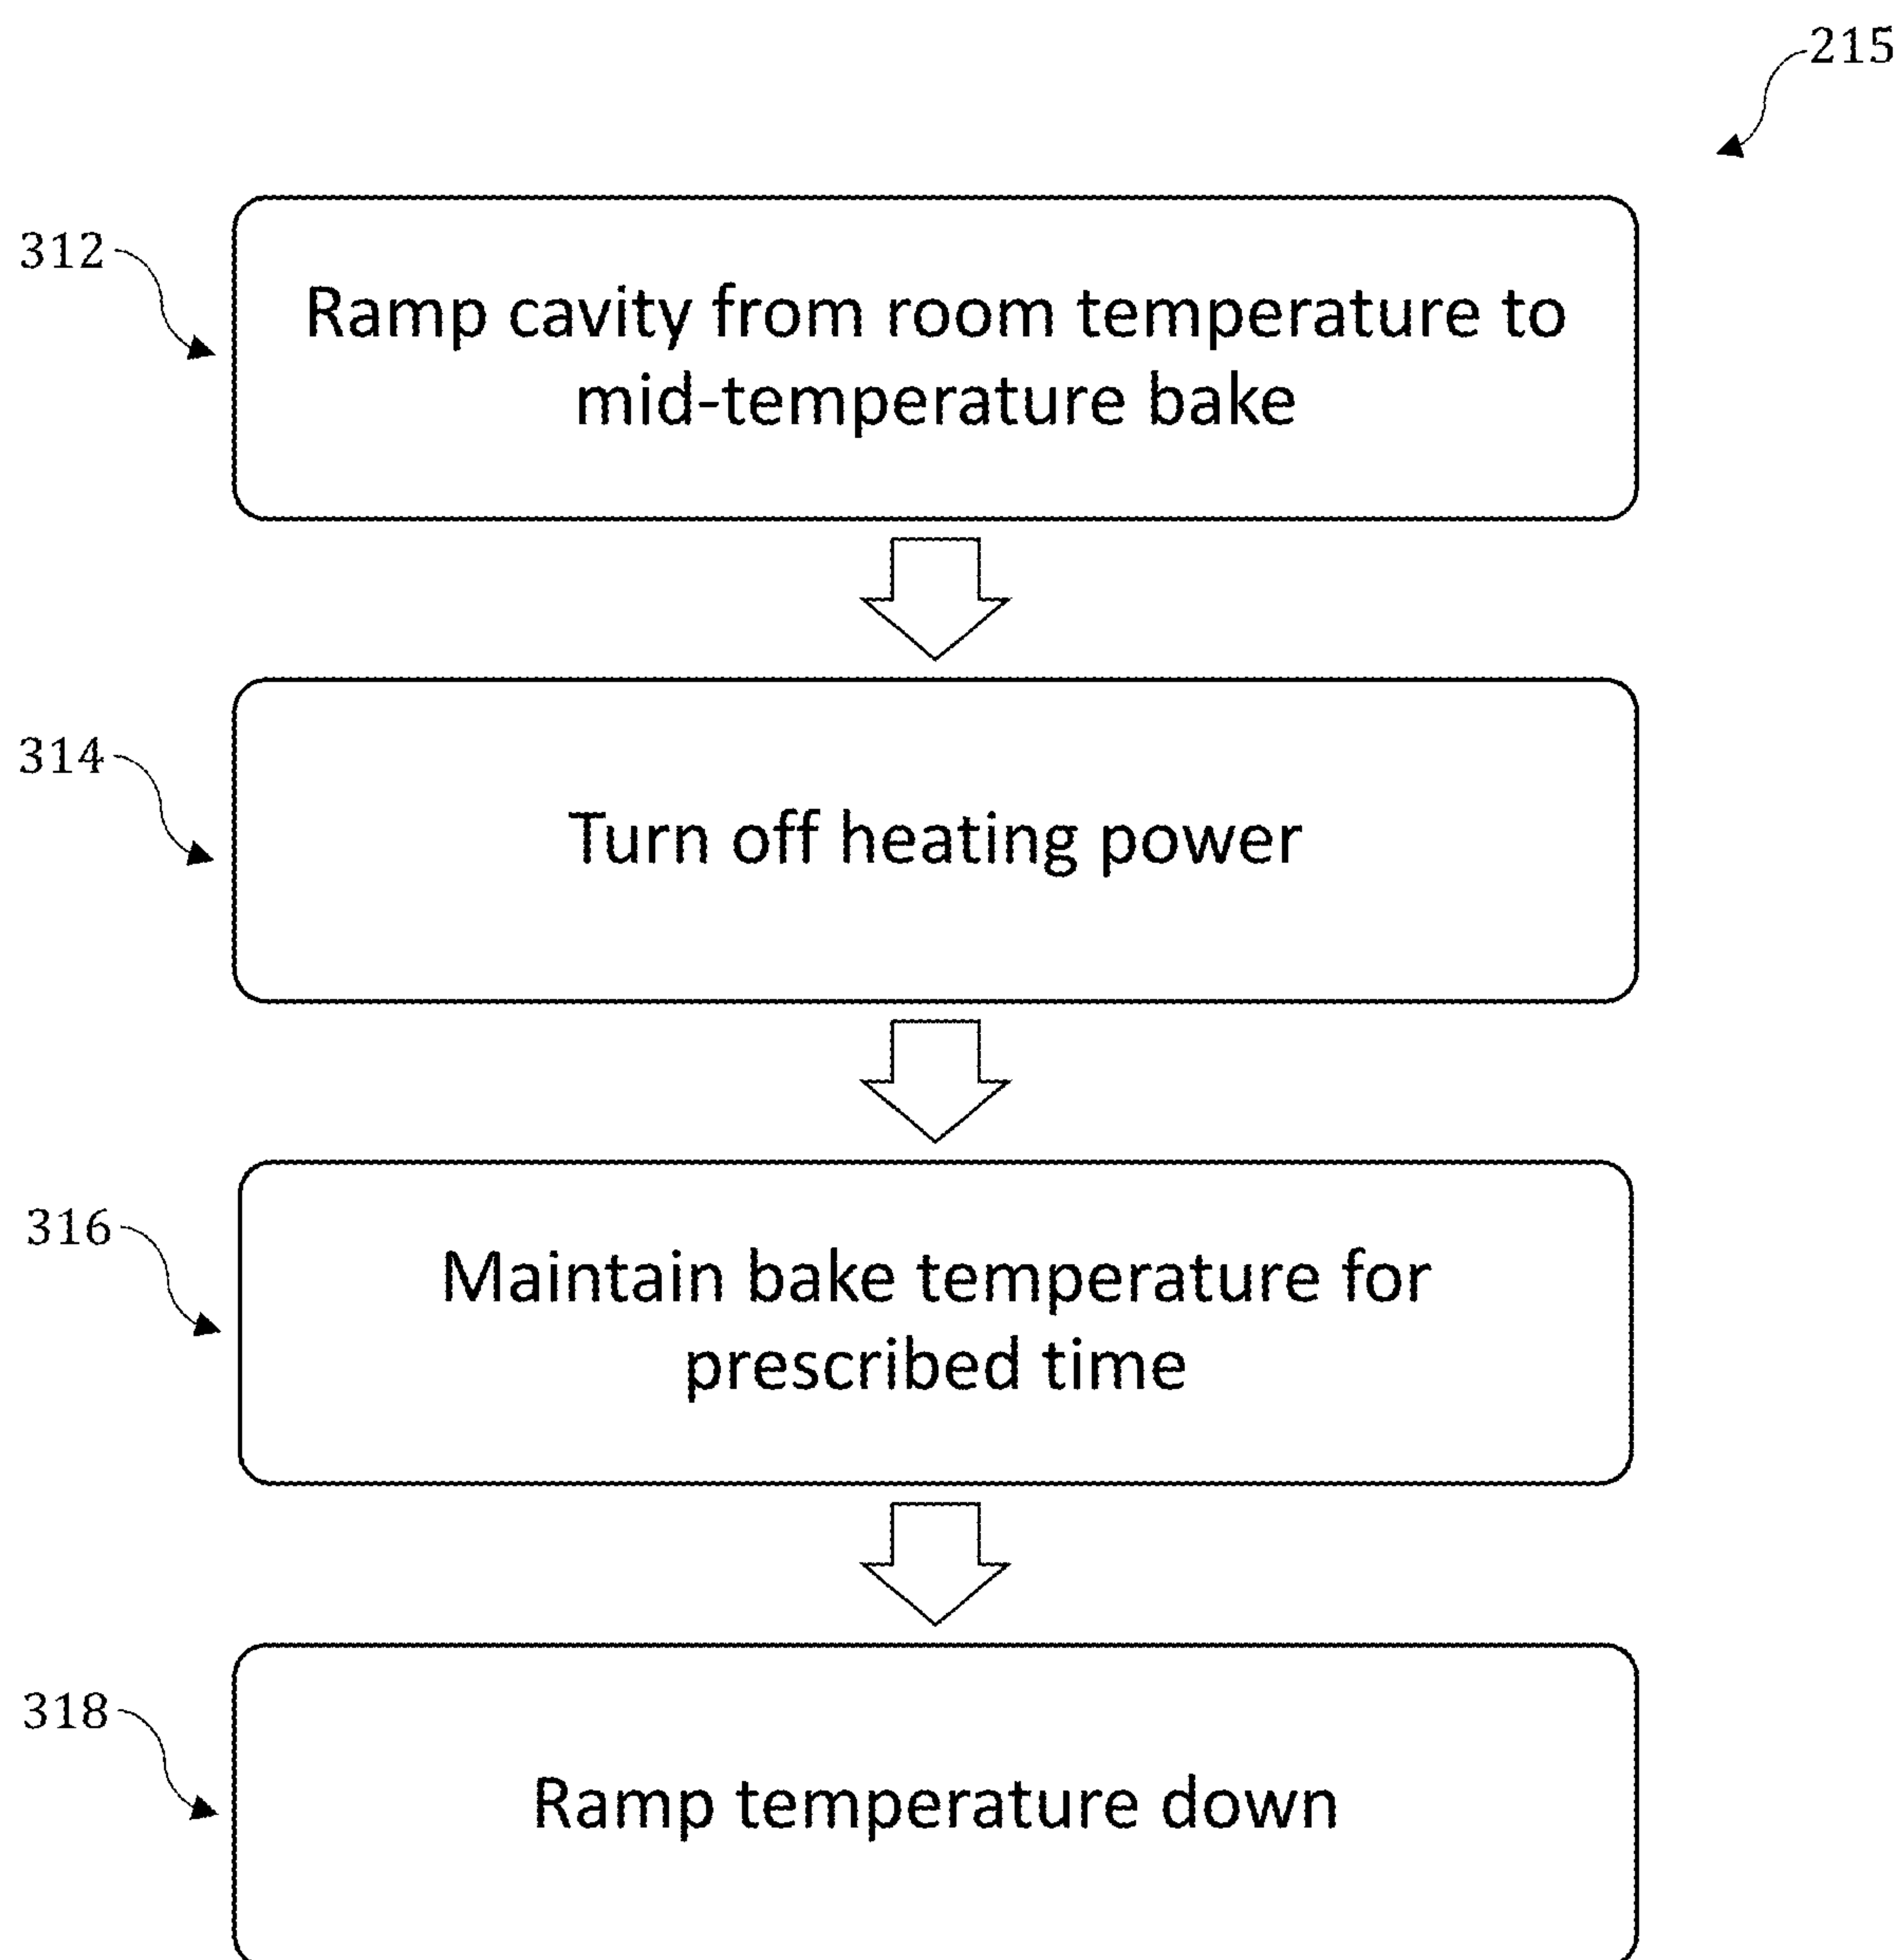 215
312
Ramp cavity from room temperature to
mid-temperature bake
314
Turn off heating power
316
Maintain bake temperature for
prescribed time
318
Ramp temperature down